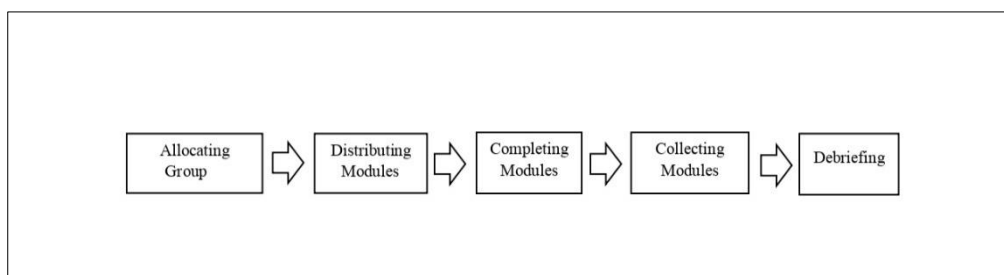 Allocating
Group
Distributing
Modules
Completing
Modules
Collecting
Modules
Debriefing